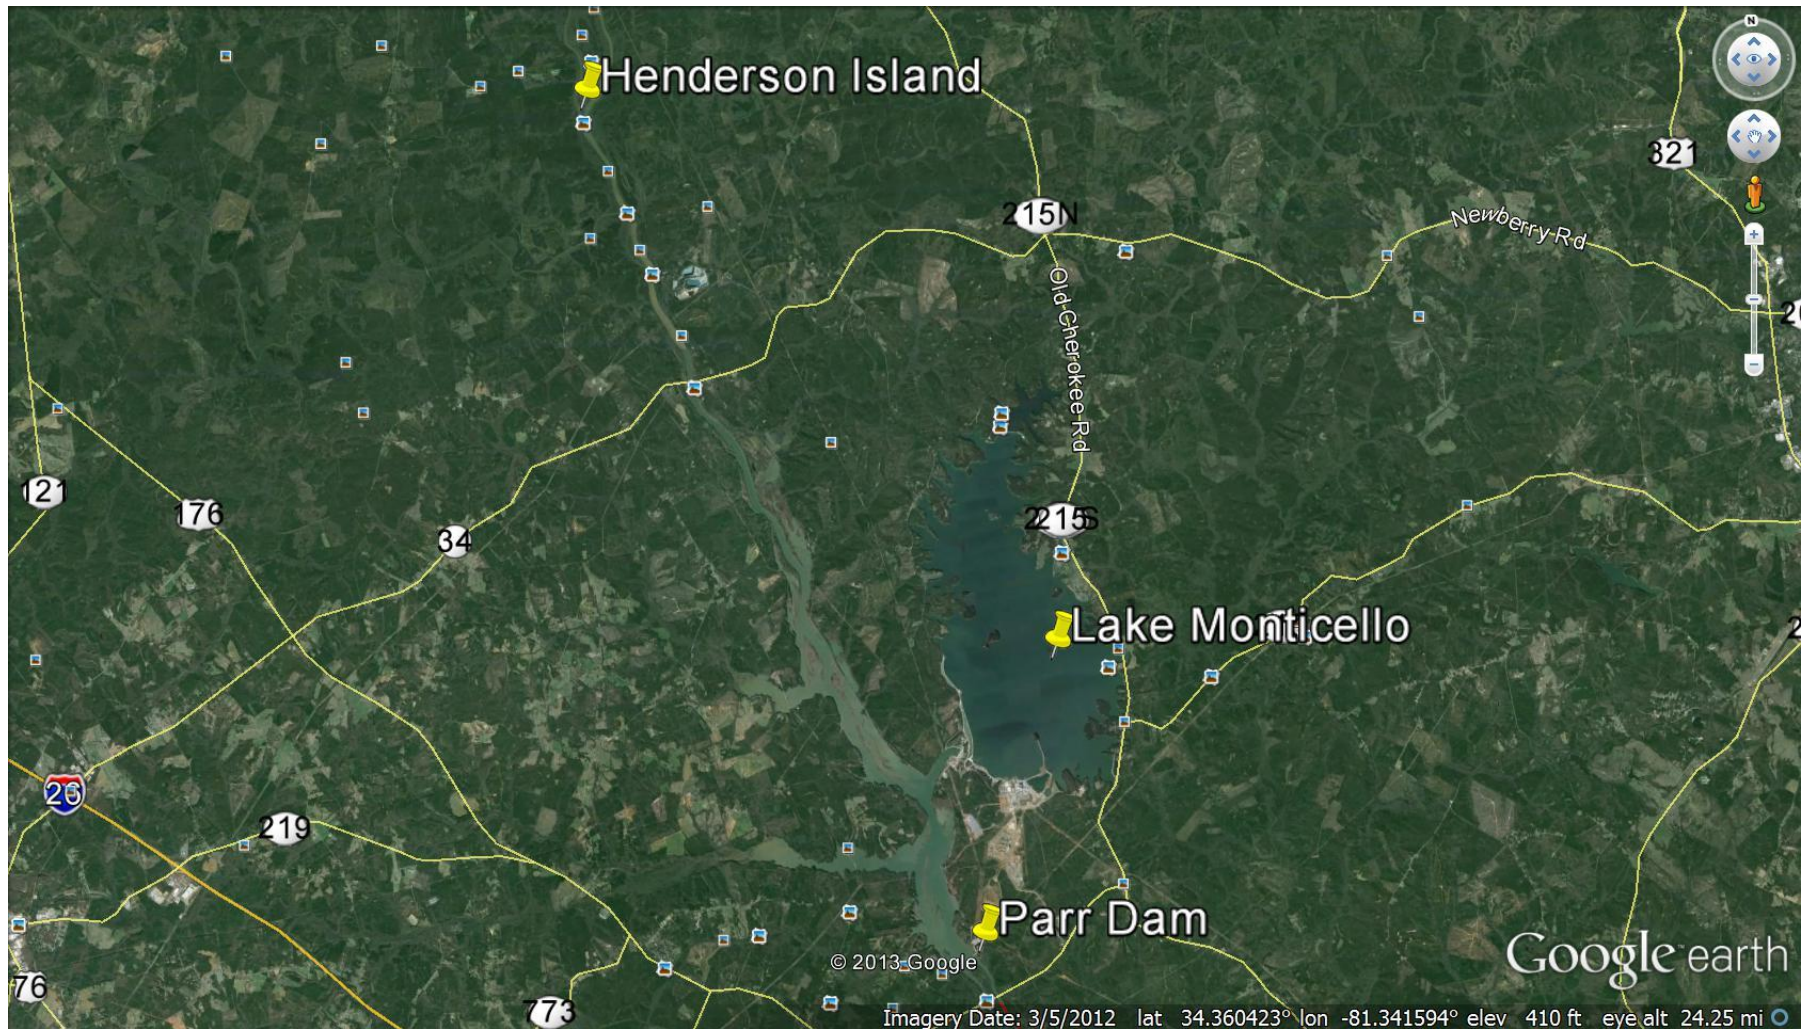 N
Henderson Island
321
215N
Newberry Rd
Old Cherokee Rd
121
176
215
34
Lake Monticello
26
219
Parr Dam
© 2013 Google
Google earth
76
773
Imagery Date: 3/5/2012 lat 34.360423° lon -81.341594° elev 410 ft eye alt 24.25 mi